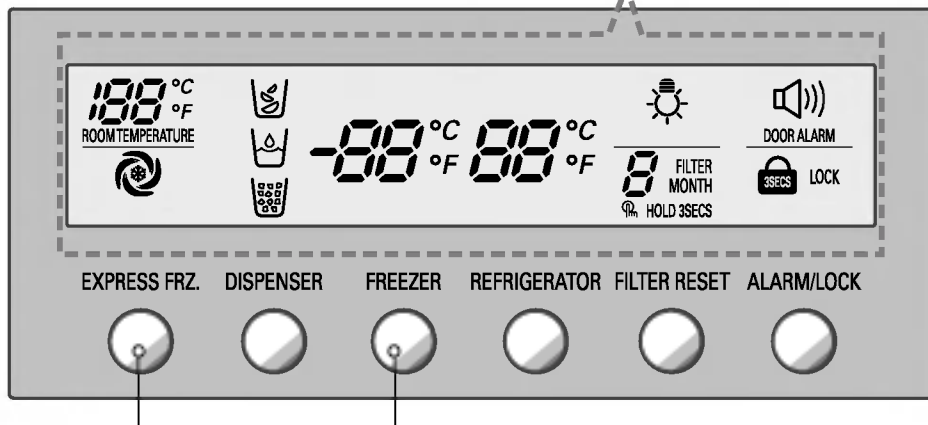 188 °C
°F
ROOM TEMPERATURE
-88 °C
°F
88 °C
°F
8 FILTER
MONTH
HOLD 3SECS
DOOR ALARM
3SECS LOCK
EXPRESS FRZ. DISPENSER FREEZER REFRIGERATOR FILTER RESET ALARM/LOCK